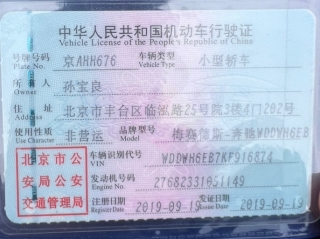 中华人民共和国机动车行驶证
Vehicle License of the People's Republic of China
号牌号码 京AHH676 车辆类型 小型轿车
Plate No. Vehicle Type
所有人 孙宝良
Owner
住址 北京市丰台区临泓路25号院3楼4门202号
Address
使用性质 非营运 品牌型号 梅赛德斯-奔驰WDDWH6EB
Use Character Model
北京市公
安局公安
交通管理局
车辆识别代号 WDDWH6EB7KF916874
VIN
发动机号码 27682331051149
Engine No.
注册日期 2019-09-19 发证日期 2019-09-19
Register Date Issue Date